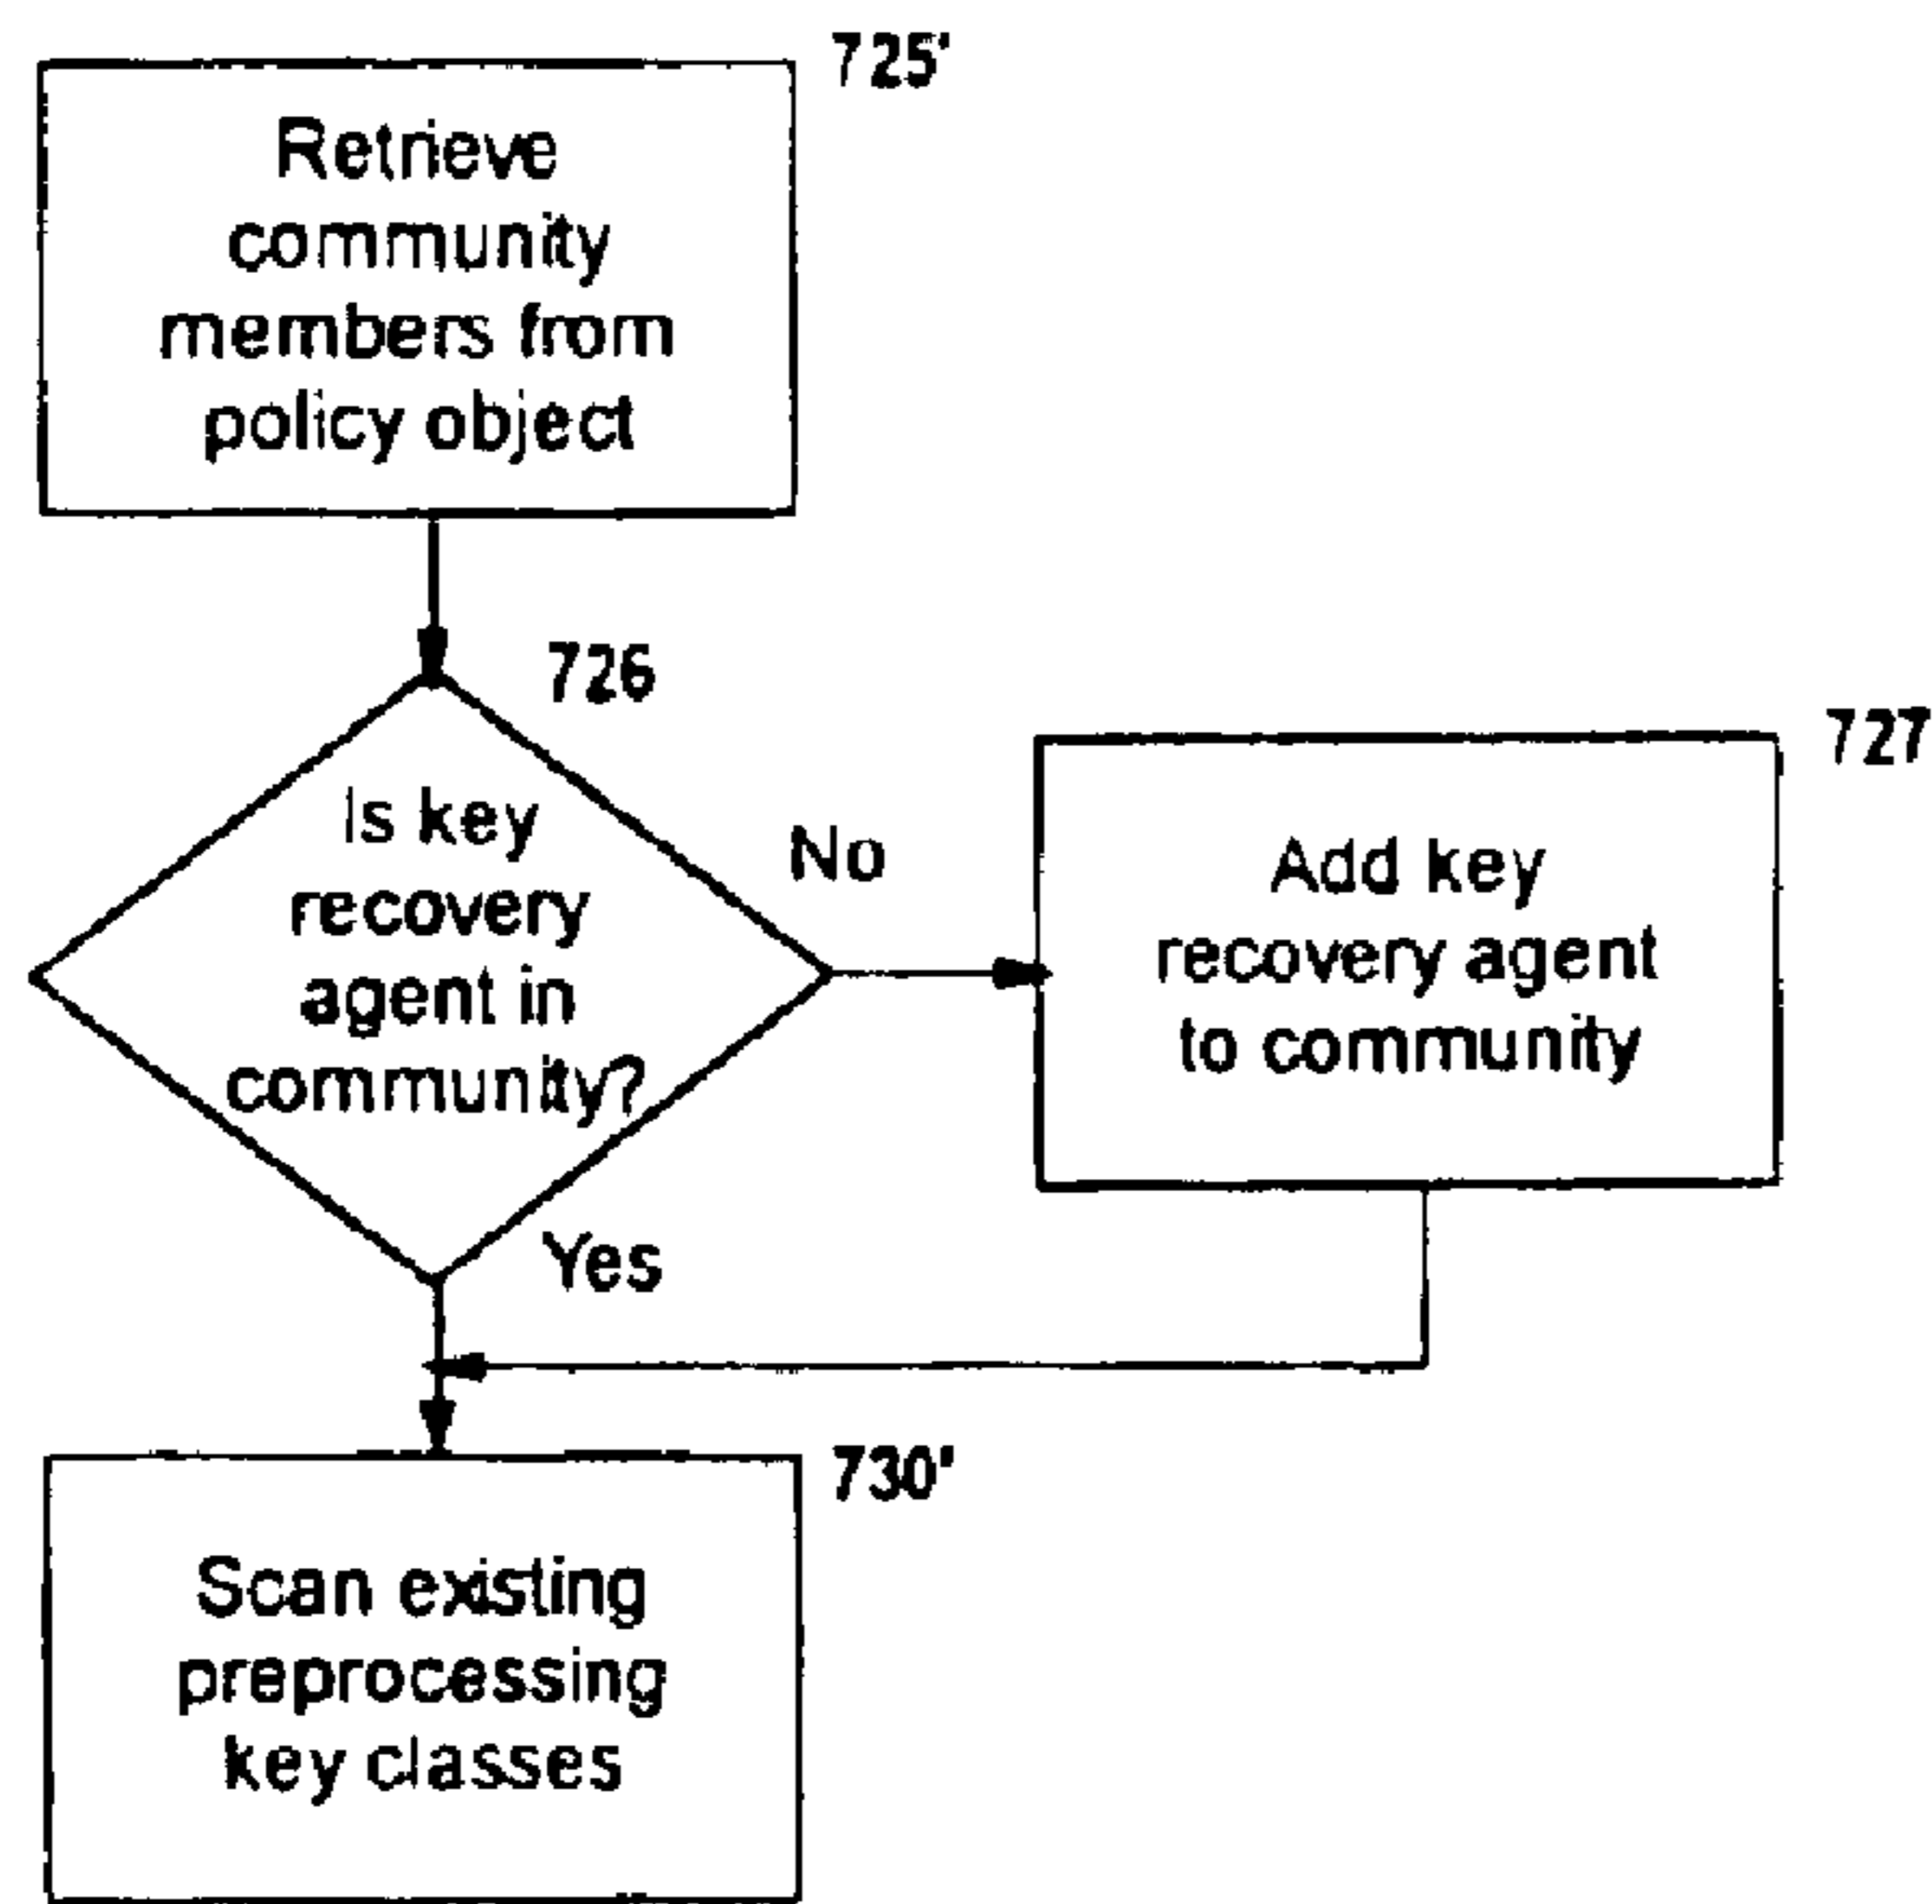 725'
Retrieve
community
members from
policy object
726
Is key
recovery
agent in
community?
No
727
Add key
recovery agent
to community
Yes
730'
Scan existing
preprocessing
key classes